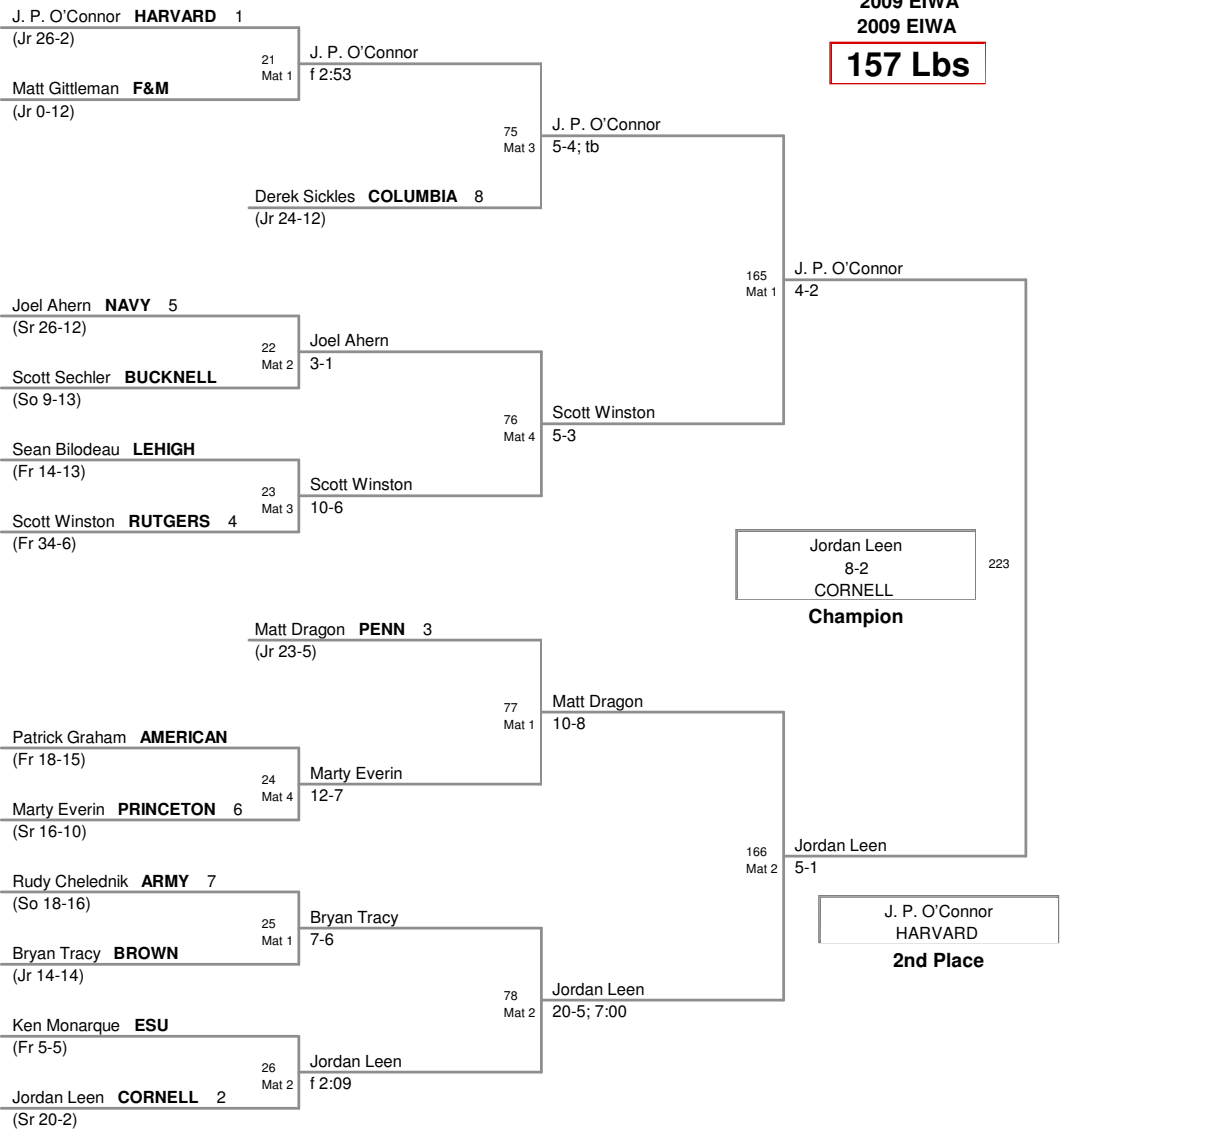 2009 EIWA
2009 EIWA
157 Lbs
J. P. O'Connor HARVARD 1
(Jr 26-2)
21
Mat 1
J. P. O'Connor
f 2:53
Matt Gittleman F&M
(Jr 0-12)
75
Mat 3
J. P. O'Connor
5-4; tb
Derek Sickles COLUMBIA 8
(Jr 24-12)
165
Mat 1
J. P. O'Connor
4-2
Joel Ahern NAVY 5
(Sr 26-12)
22
Mat 2
Joel Ahern
3-1
Scott Sechler BUCKNELL
(So 9-13)
76
Mat 4
Scott Winston
5-3
Sean Bilodeau LEHIGH
(Fr 14-13)
23
Mat 3
Scott Winston
10-6
Scott Winston RUTGERS 4
(Fr 34-6)
Jordan Leen
8-2
CORNELL
Champion
223
Matt Dragon PENN 3
(Jr 23-5)
77
Mat 1
Matt Dragon
10-8
Patrick Graham AMERICAN
(Fr 18-15)
24
Mat 4
Marty Everin
12-7
Marty Everin PRINCETON 6
(Sr 16-10)
166
Mat 2
Jordan Leen
5-1
Rudy Chelednik ARMY 7
(So 18-16)
25
Mat 1
Bryan Tracy
7-6
Bryan Tracy BROWN
(Jr 14-14)
J. P. O'Connor
HARVARD
2nd Place
78
Mat 2
Jordan Leen
20-5; 7:00
Ken Monarque ESU
(Fr 5-5)
26
Mat 2
Jordan Leen
f 2:09
Jordan Leen CORNELL 2
(Sr 20-2)